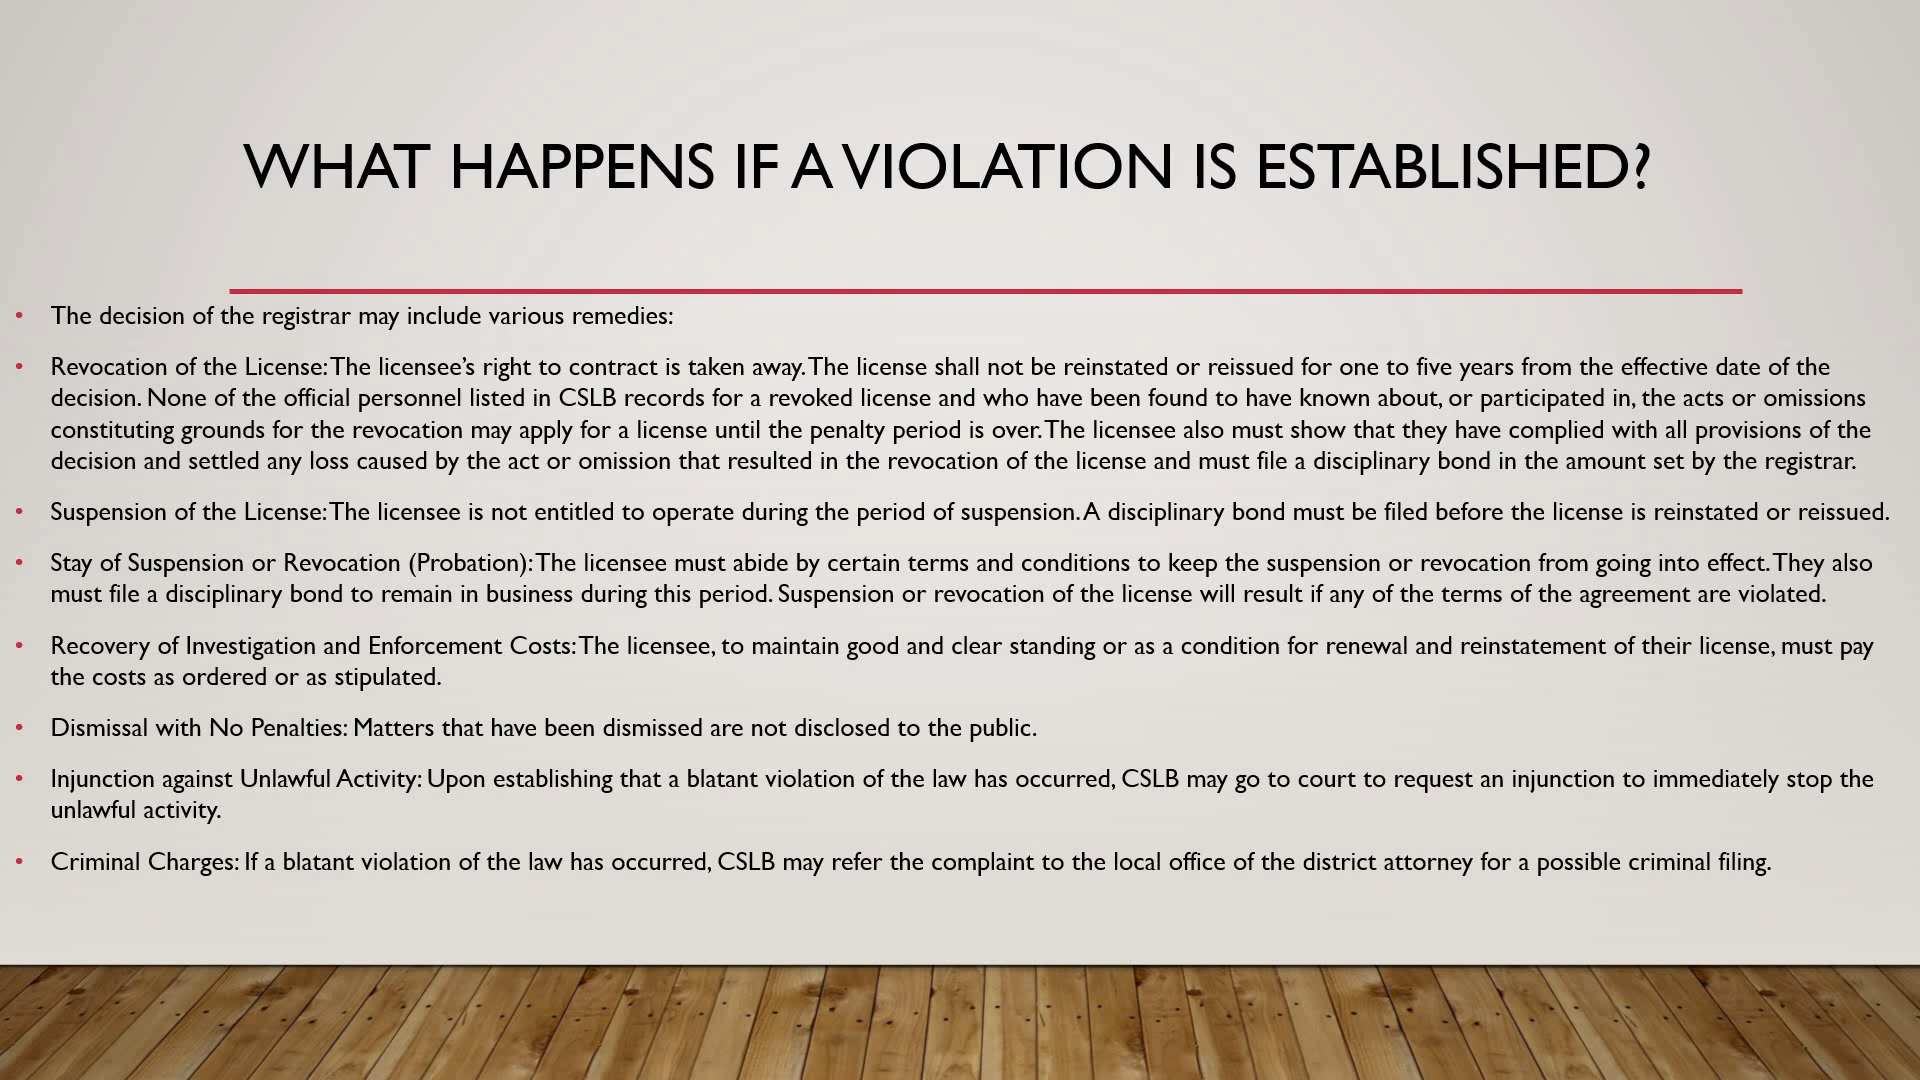 WHAT HAPPENS IF A VIOLATION IS ESTABLISHED?
• The decision of the registrar may include various remedies:
• Revocation of the License: The licensee’s right to contract is taken away. The license shall not be reinstated or reissued for one to five years from the effective date of the
decision. None of the official personnel listed in CSLB records for a revoked license and who have been found to have known about, or participated in, the acts or omissions
constituting grounds for the revocation may apply for a license until the penalty period is over. The licensee also must show that they have complied with all provisions of the
decision and settled any loss caused by the act or omission that resulted in the revocation of the license and must file a disciplinary bond in the amount set by the registrar.
• Suspension of the License: The licensee is not entitled to operate during the period of suspension. A disciplinary bond must be filed before the license is reinstated or reissued.
• Stay of Suspension or Revocation (Probation): The licensee must abide by certain terms and conditions to keep the suspension or revocation from going into effect. They also
must file a disciplinary bond to remain in business during this period. Suspension or revocation of the license will result if any of the terms of the agreement are violated.
• Recovery of Investigation and Enforcement Costs: The licensee, to maintain good and clear standing or as a condition for renewal and reinstatement of their license, must pay
the costs as ordered or as stipulated.
• Dismissal with No Penalties: Matters that have been dismissed are not disclosed to the public.
• Injunction against Unlawful Activity: Upon establishing that a blatant violation of the law has occurred, CSLB may go to court to request an injunction to immediately stop the
unlawful activity.
• Criminal Charges: If a blatant violation of the law has occurred, CSLB may refer the complaint to the local office of the district attorney for a possible criminal filing.